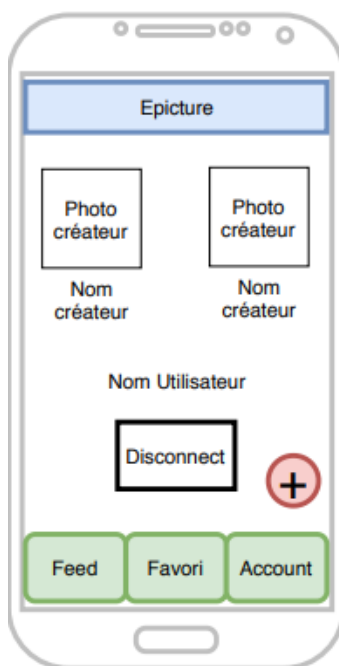 Epicture
Photo
créateur
Photo
créateur
Nom
créateur
Nom
créateur
Nom Utilisateur
Disconnect
+
Feed
Favori
Account